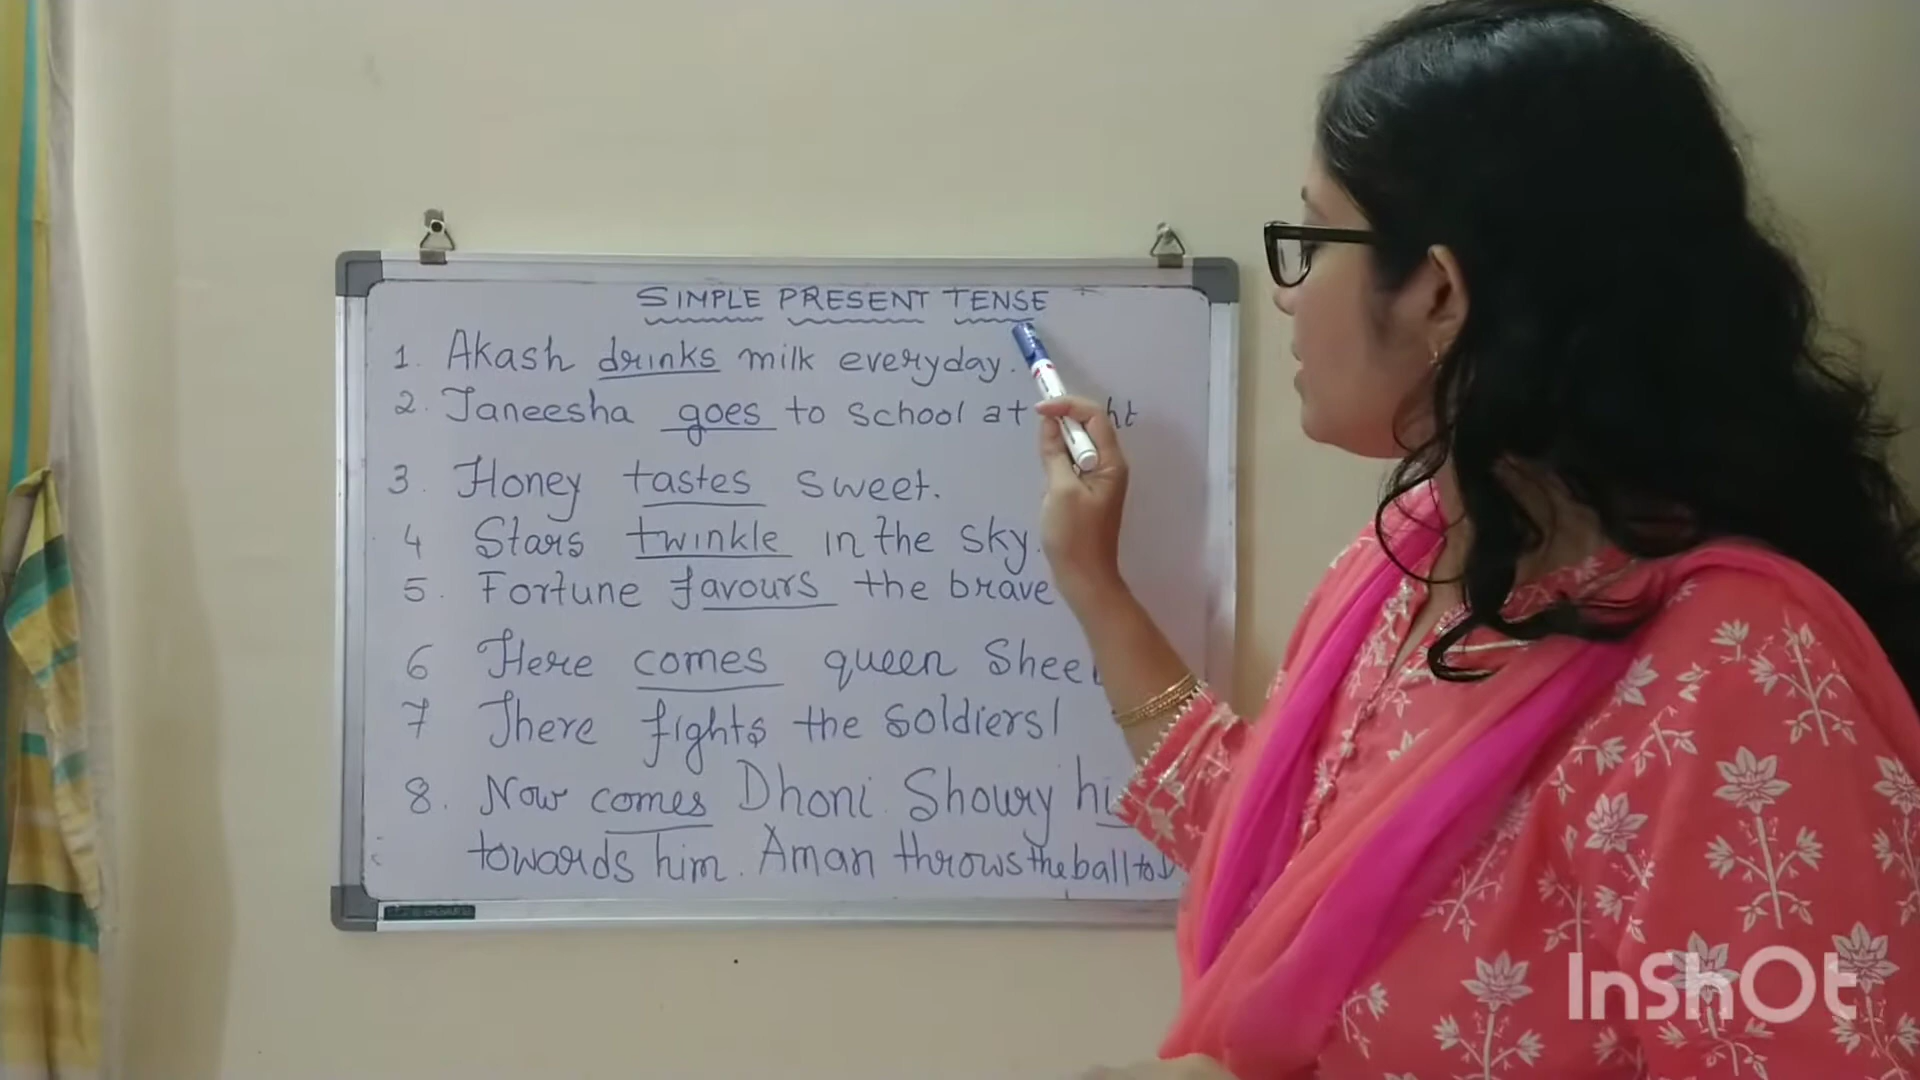 SIMPLE PRESENT TENSE
1. Akash drinks milk everyday.
2. Taneesha goes to school at
3. Honey tastes sweet.
4 Stars twinkle in the sky.
5. Fortune favours the brave
6 Here comes queen
7 There fights the soldiers!
8. Now comes Dhoni Showry
towards him. Aman throws the ball to
InShOt